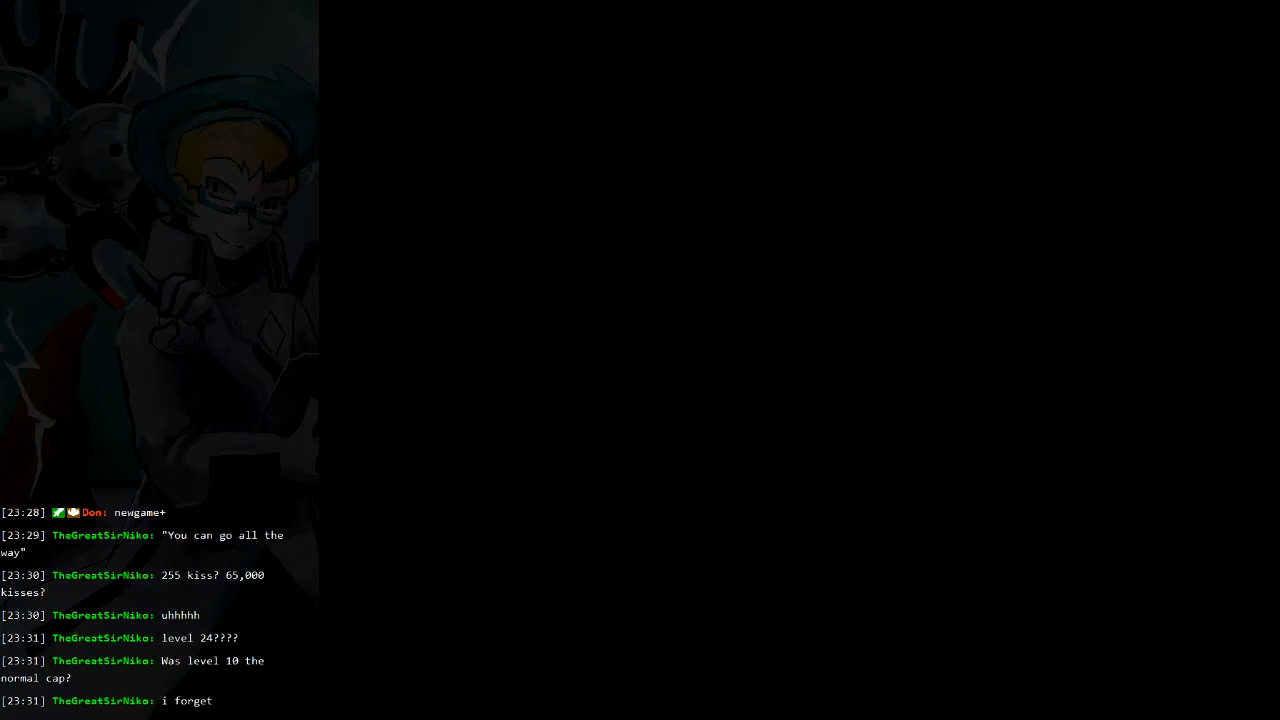 [23:28] Don: newgame+
[23:29] TheGreatSirNiko: "You can go all the
way"
[23:30] TheGreatSirNiko: 255 kiss? 65,000
kisses?
[23:30] TheGreatSirNiko: uhhhhh
[23:31] TheGreatSirNiko: level 24????
[23:31] TheGreatSirNiko: Was level 10 the
normal cap?
[23:31] TheGreatSirNiko: i forget